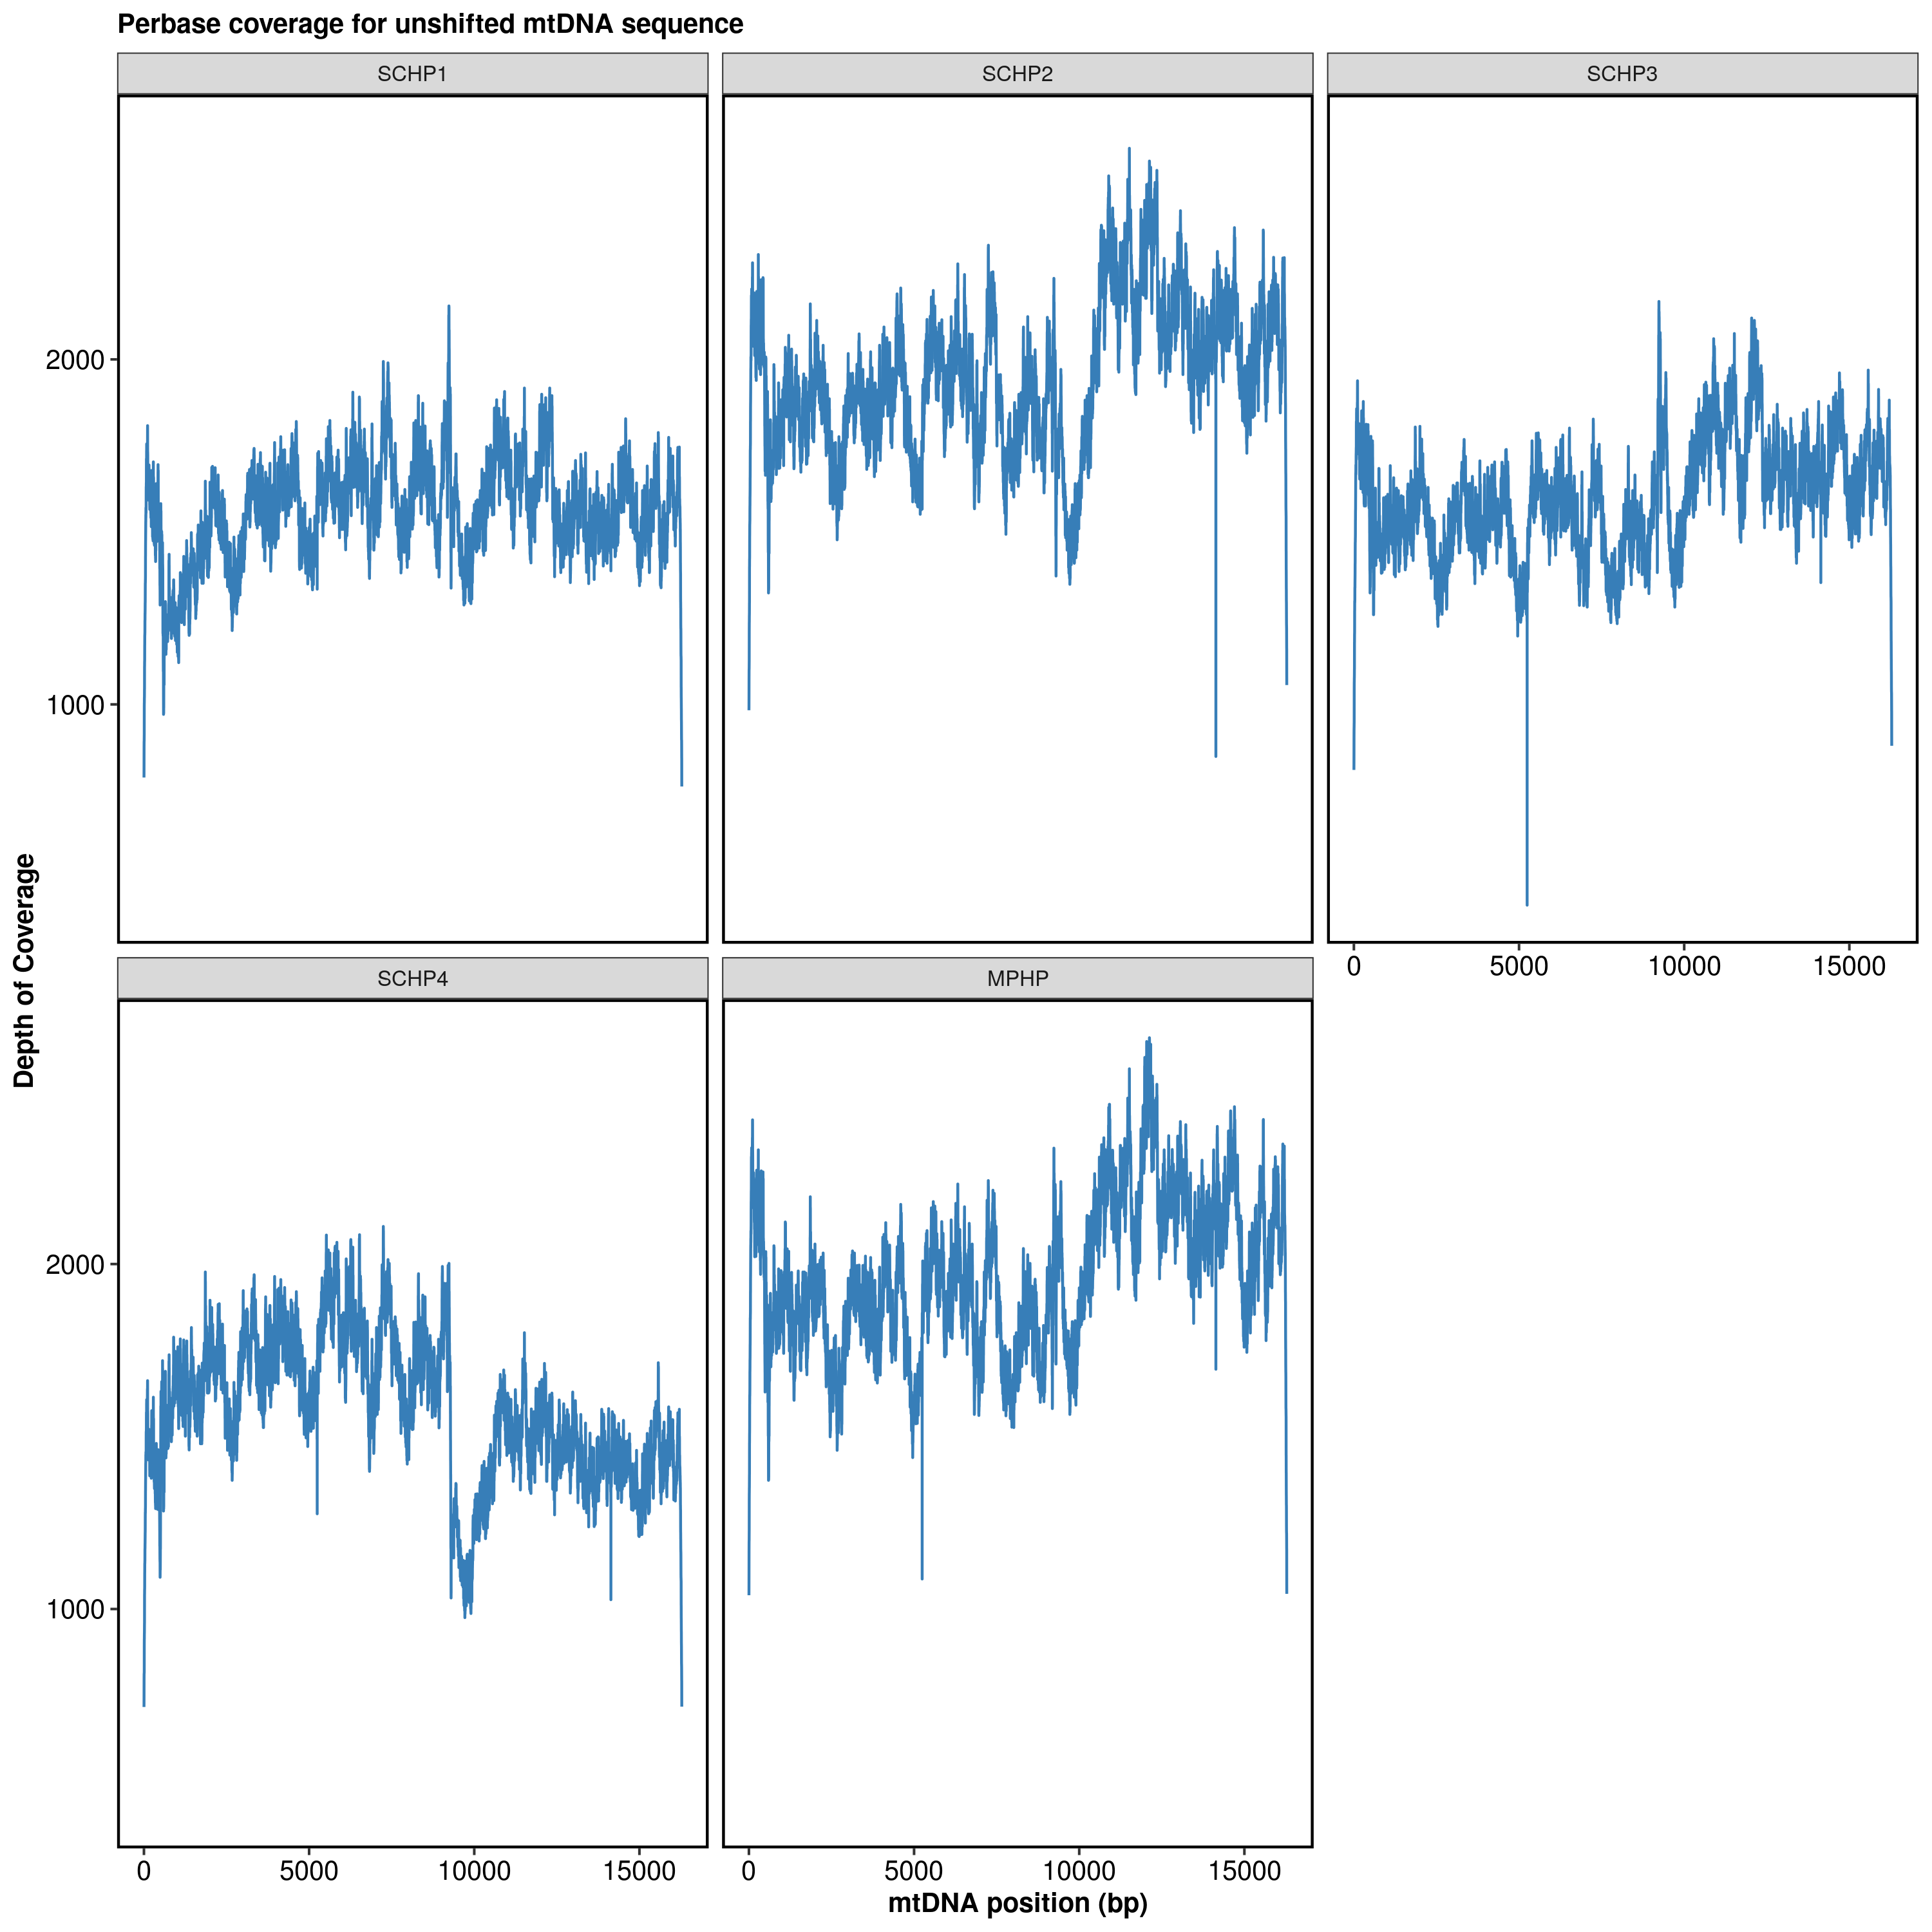 Perbase coverage for unshifted mtDNA sequence
SCHP1
SCHP2
SCHP3
2000
1000
0 5000 10000 15000
SCHP4
MPHP
Depth of Coverage
2000
1000
0 5000 10000 15000
0 5000 10000 15000
mtDNA position (bp)